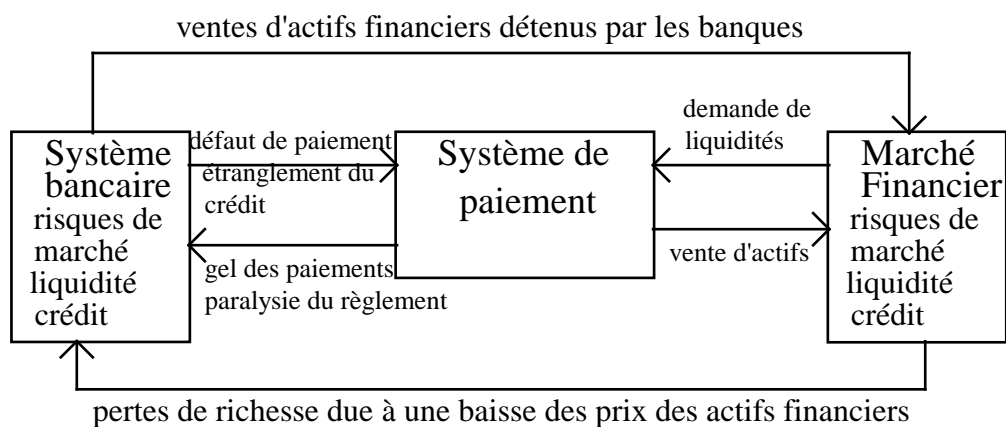 ventes d'actifs financiers détenus par les banques
Système
bancaire
risques de
marché
liquidité
crédit
défaut de paiement
étranglement du
crédit
gel des paiements
paralysie du règlement
Système de
paiement
demande de
liquidités
vente d'actifs
Marché
Financier
risques de
marché
liquidité
crédit
pertes de richesse due à une baisse des prix des actifs financiers